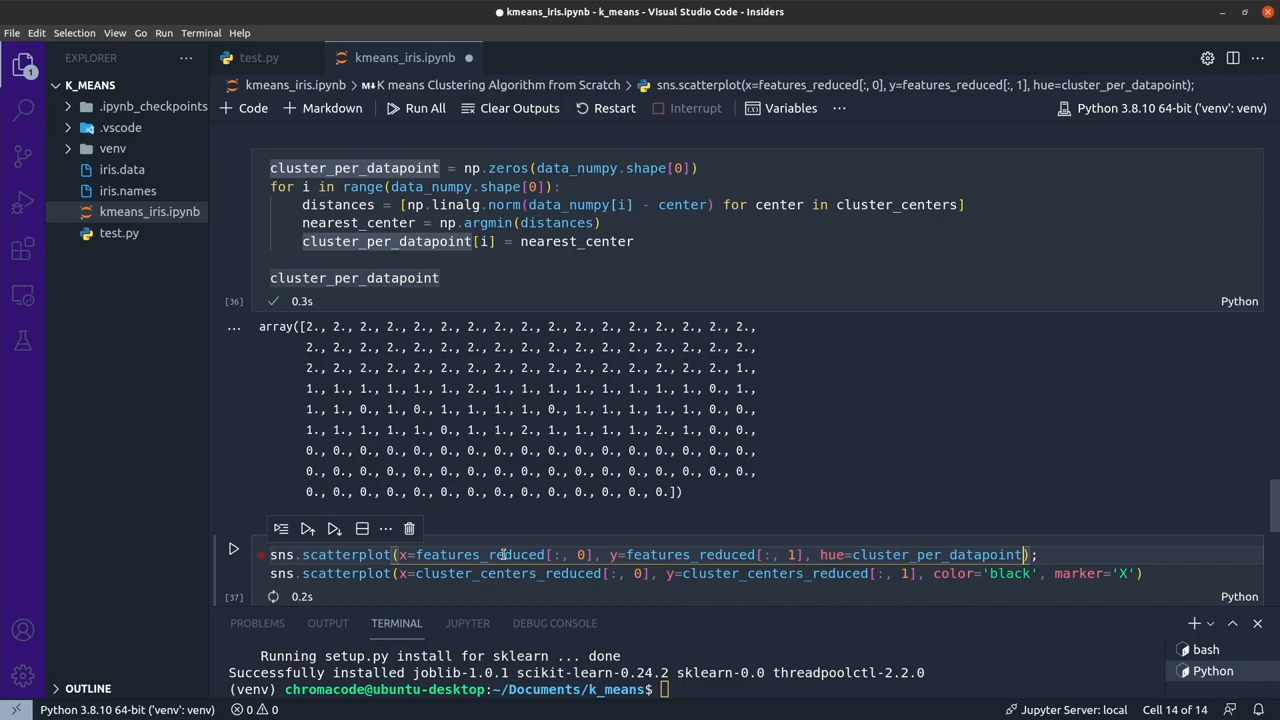 kmeans_iris.ipynb - k_means - Visual Studio Code - Insiders
File Edit Selection View Go Run Terminal Help
EXPLORER
test.py
kmeans_iris.ipynb
K_MEANS
kmeans_iris.ipynb > K means Clustering Algorithm from Scratch > sns.scatterplot(x=features_reduced[:, 0], y=features_reduced[:, 1], hue=cluster_per_datapoint);
.ipynb_checkpoints
+ Code + Markdown Run All Clear Outputs Restart Interrupt Variables ... Python 3.8.10 64-bit ('venv': venv)
.vscode
venv
iris.data
iris.names
kmeans_iris.ipynb
test.py
1
cluster_per_datapoint = np.zeros(data_numpy.shape[0])
for i in range(data_numpy.shape[0]):
    distances = [np.linalg.norm(data_numpy[i] - center) for center in cluster_centers]
    nearest_center = np.argmin(distances)
    cluster_per_datapoint[i] = nearest_center
cluster_per_datapoint
[36] 0.3s Python
... array([2., 2., 2., 2., 2., 2., 2., 2., 2., 2., 2., 2., 2., 2., 2., 2., 2.,
2., 2., 2., 2., 2., 2., 2., 2., 2., 2., 2., 2., 2., 2., 2., 2., 2.,
2., 2., 2., 2., 2., 2., 2., 2., 2., 2., 2., 2., 2., 2., 2., 2., 1.,
1., 1., 1., 1., 1., 1., 2., 1., 1., 1., 1., 1., 1., 1., 1., 0., 1.,
1., 1., 0., 1., 1., 1., 1., 0., 1., 1., 1., 1., 1., 1., 1., 0., 0.,
1., 1., 1., 1., 1., 0., 1., 1., 2., 1., 1., 1., 1., 2., 1., 0., 0.,
0., 0., 0., 0., 0., 0., 0., 0., 0., 0., 0., 0., 0., 0., 0., 0., 0.,
0., 0., 0., 0., 0., 0., 0., 0., 0., 0., 0., 0., 0., 0., 0., 0., 0.,
0., 0., 0., 0., 0., 0., 0., 0., 0., 0., 0., 0., 0., 0.])
sns.scatterplot(x=features_reduced[:, 0], y=features_reduced[:, 1], hue=cluster_per_datapoint);
sns.scatterplot(x=cluster_centers_reduced[:, 0], y=cluster_centers_reduced[:, 1], color='black', marker='X')
[37] 0.2s Python
PROBLEMS OUTPUT TERMINAL JUPYTER DEBUG CONSOLE
Running setup.py install for sklearn ... done
Successfully installed joblib-1.0.1 scikit-learn-0.24.2 sklearn-0.0 threadpoolctl-2.2.0
(venv) chromacode@ubuntu-desktop:~/Documents/k_means$
bash
Python
OUTLINE
Python 3.8.10 64-bit ('venv': venv) 0 0 Jupyter Server: local Cell 14 of 14